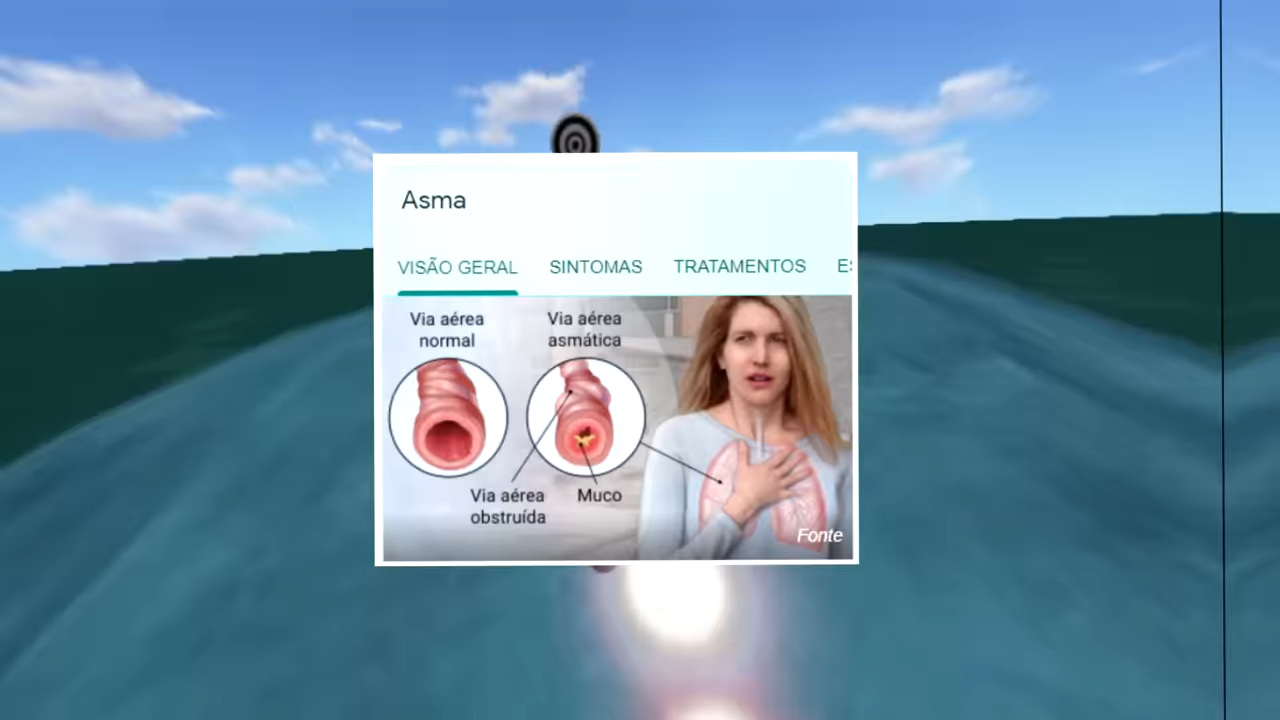 Asma
VISÃO GERAL SINTOMAS TRATAMENTOS
Via aérea
normal
Via aérea
asmática
Via aérea
obstruída
Muco
Fonte